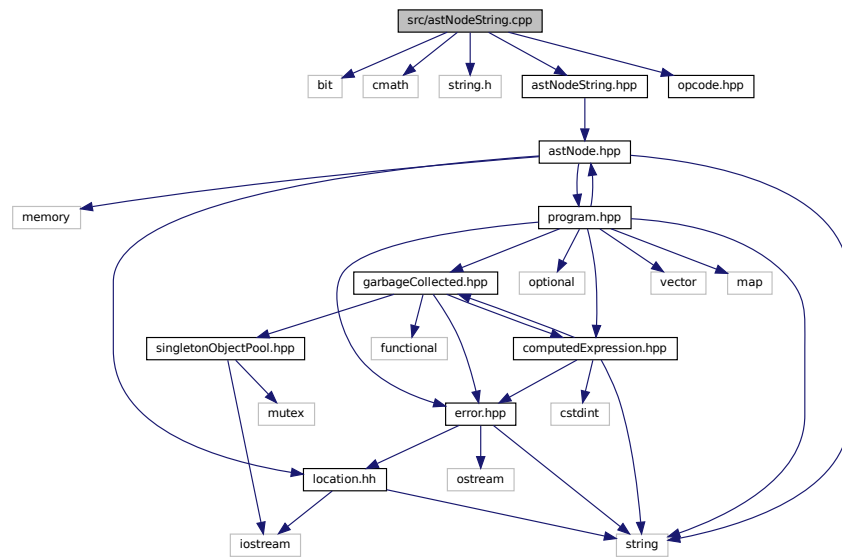 src/astNodeString.cpp
bit
cmath
string.h
astNodeString.hpp
opcode.hpp
astNode.hpp
memory
program.hpp
garbageCollected.hpp
optional
vector
map
singletonObjectPool.hpp
functional
computedExpression.hpp
mutex
error.hpp
cstdint
location.hh
ostream
iostream
string